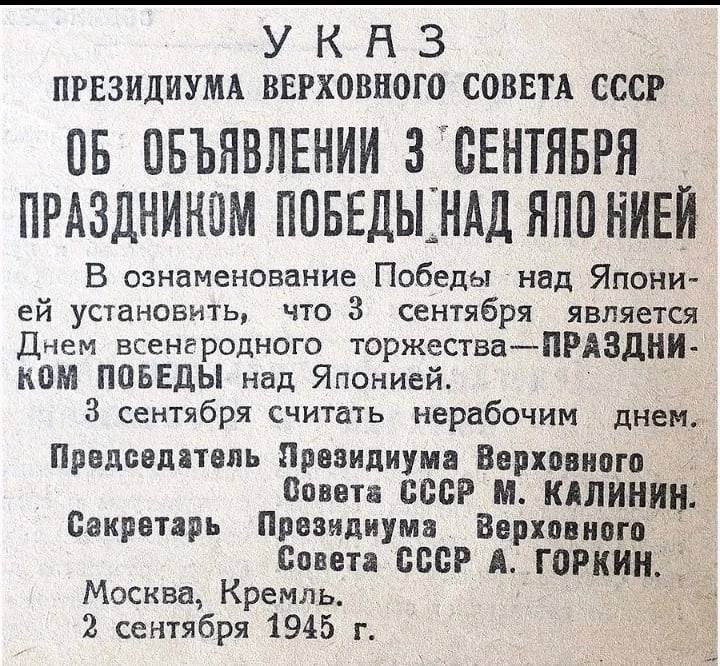 УКАЗ
ПРЕЗИДИУМА ВЕРХОВНОГО СОВЕТА СССР
ОБ ОБЪЯВЛЕНИИ 3 СЕНТЯБРЯ
ПРАЗДНИКОМ ПОБЕДЫ НАД ЯПОНИЕЙ
В ознаменование Победы над Япони-
ей установить, что 3 сентября является
Днем всенародного торжества—ПРАЗДНИ-
КОМ ПОБЕДЫ над Японией.
3 сентября считать нерабочим днем.
Председатель Президиума Верховного
Совета СССР М. КАЛИНИН.
Секретарь Президиума Верховного
Совета СССР А. ГОРКИН.
Москва, Кремль.
2 сентября 1945 г.